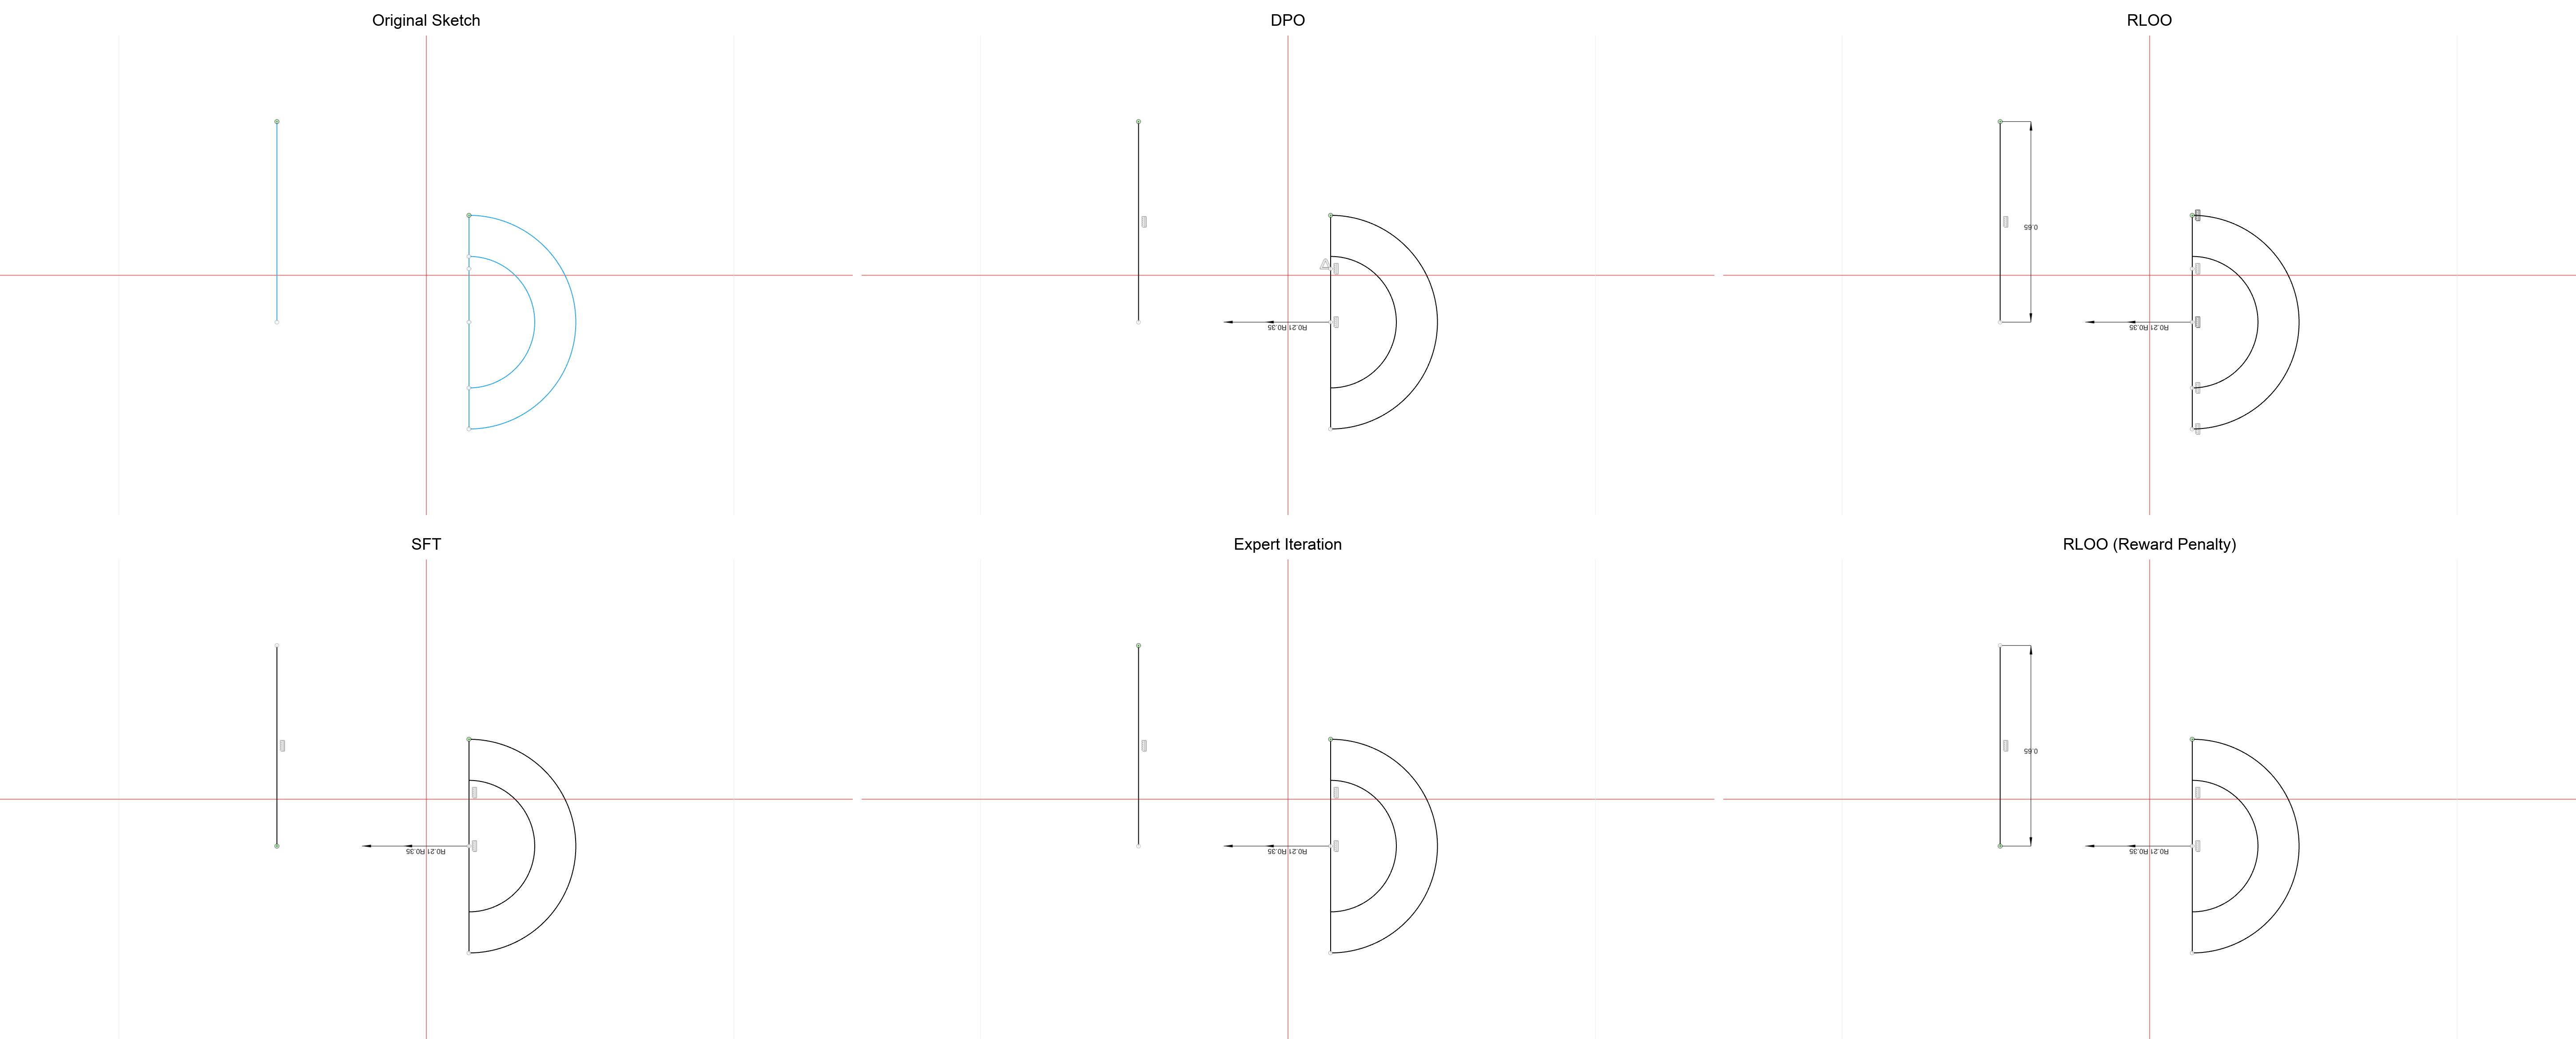 Original Sketch
DPO
RLOO
0.65
R0.21 R0.35
R0.21 R0.35
0.65
SFT
Expert Iteration
RLOO (Reward Penalty)
R0.21 R0.35
R0.21 R0.35
R0.21 R0.35